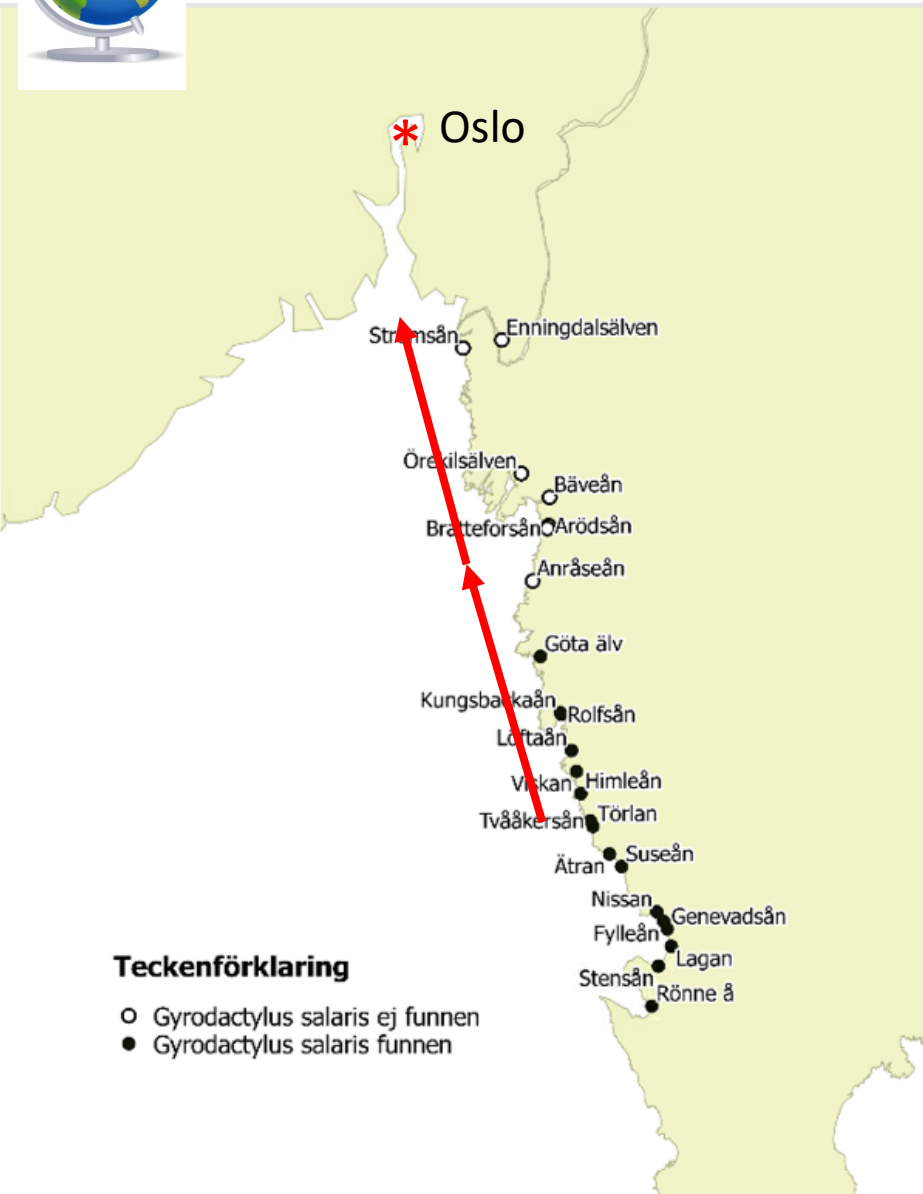 * Oslo
Enningdalsälven
Strömsån
Örekilsälven
Bäveån
Bratteforsån
Arödsån
Anråseån
Göta älv
Kungsbackaån
Rolfsån
Löftaån
Viskan
Himleån
Tvååkersån
Törlan
Ätran
Suseån
Nissan
Genevadsån
Fylleån
Lagan
Stensån
Rönne å
Teckenförklaring
Gyrodactylus salaris ej funnen
Gyrodactylus salaris funnen